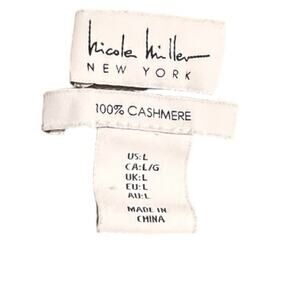 Nicole Miller
NEW YORK
100% CASHMERE
US:L
CA:L/G
UK:L
EU:L
AU:L
MADE IN
CHINA